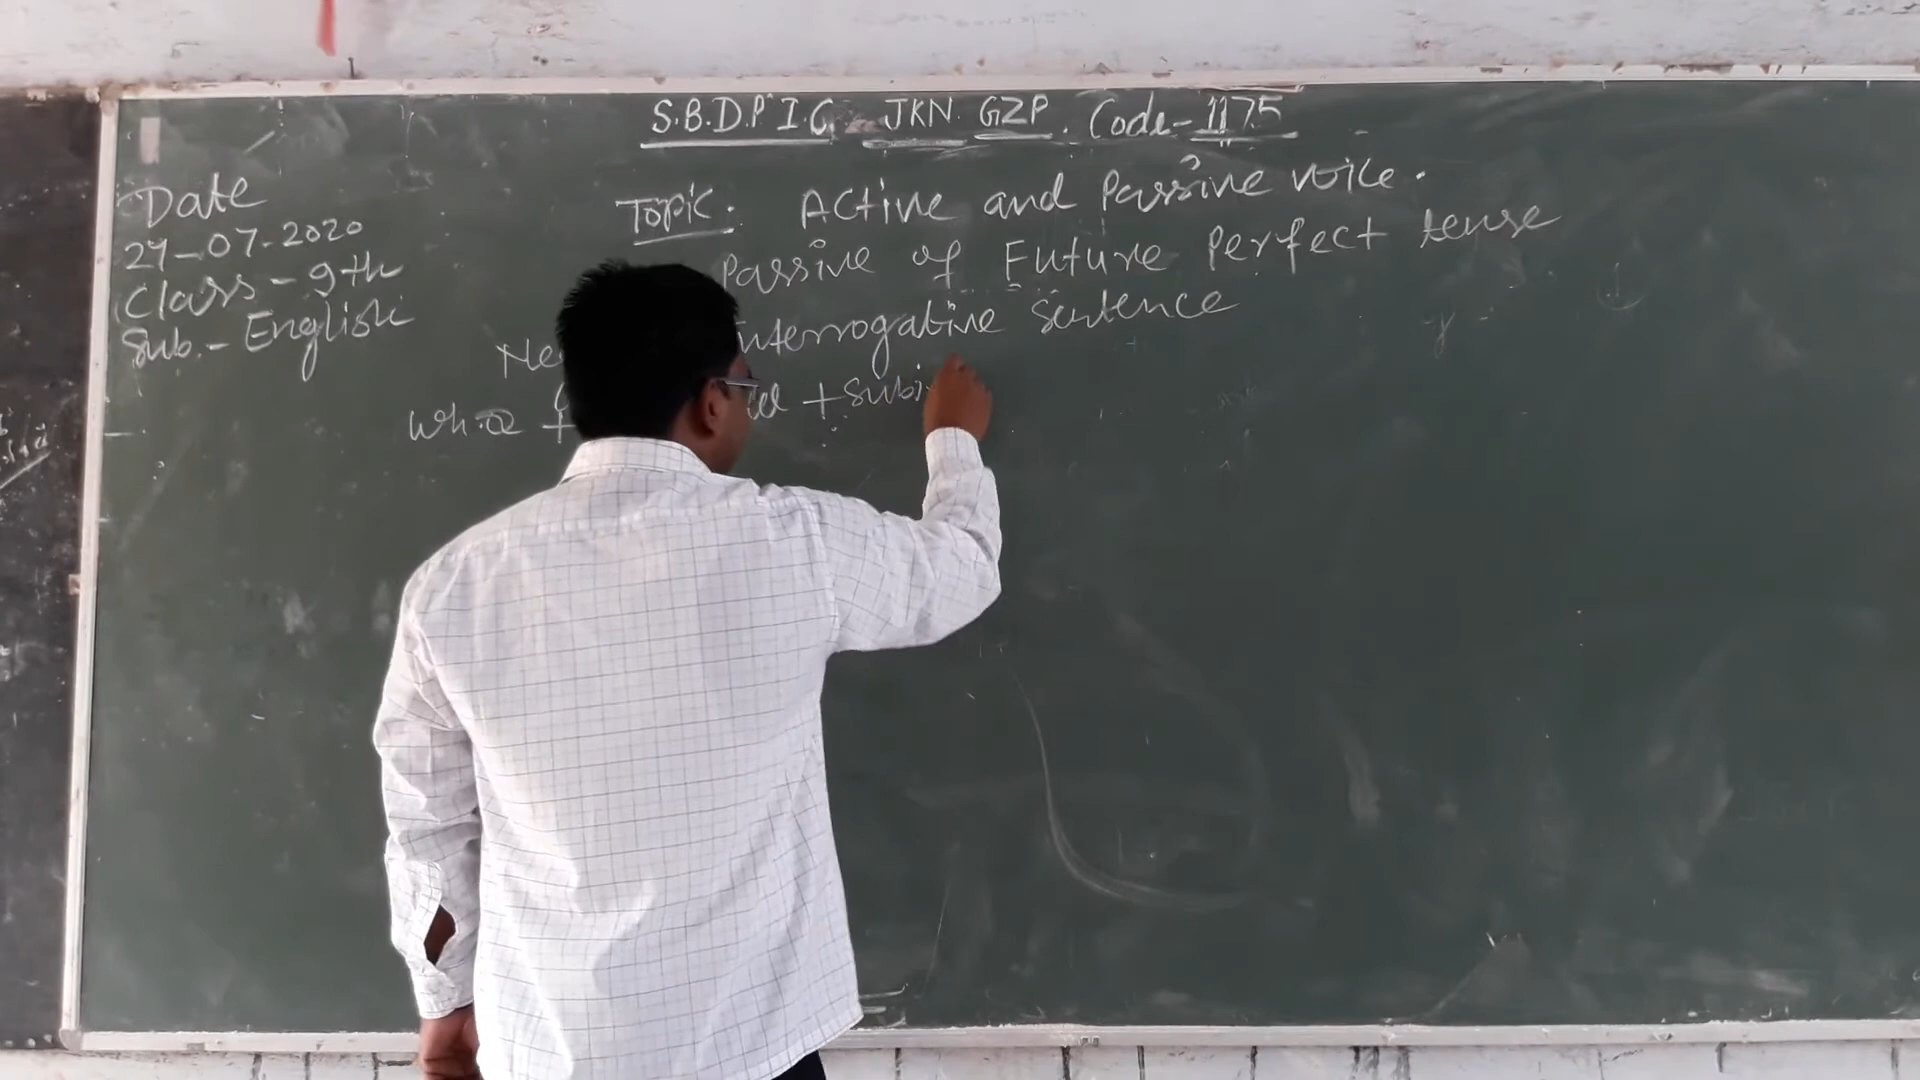 S.B.D.P I.C. JKN. GZP. Code-1175
Topic: Active and Passive voice.
Passive of Future Perfect tense
Interrogative Sentence
+ Subj
Date
27-07-2020
Class - 9th
Sub. - English